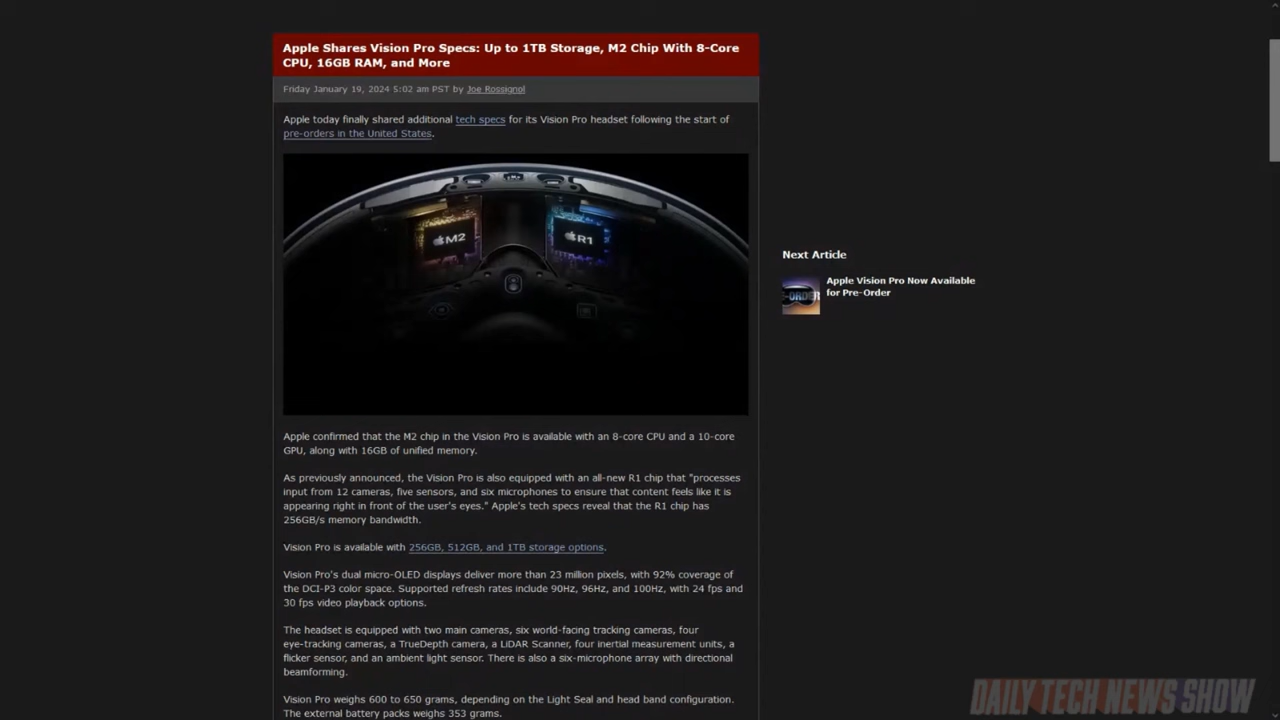 Apple Shares Vision Pro Specs: Up to 1TB Storage, M2 Chip With 8-Core
CPU, 16GB RAM, and More
Friday January 19, 2024 5:02 am PST by Joe Rossignol
Apple today finally shared additional tech specs for its Vision Pro headset following the start of
pre-orders in the United States.
M2
R1
Next Article
Apple Vision Pro Now Available
for Pre-Order
Apple confirmed that the M2 chip in the Vision Pro is available with an 8-core CPU and a 10-core
GPU, along with 16GB of unified memory.
As previously announced, the Vision Pro is also equipped with an all-new R1 chip that "processes
input from 12 cameras, five sensors, and six microphones to ensure that content feels like it is
appearing right in front of the user's eyes." Apple's tech specs reveal that the R1 chip has
256GB/s memory bandwidth.
Vision Pro is available with 256GB, 512GB, and 1TB storage options.
Vision Pro's dual micro-OLED displays deliver more than 23 million pixels, with 92% coverage of
the DCI-P3 color space. Supported refresh rates include 90Hz, 96Hz, and 100Hz, with 24 fps and
30 fps video playback options.
The headset is equipped with two main cameras, six world-facing tracking cameras, four
eye-tracking cameras, a TrueDepth camera, a LiDAR Scanner, four inertial measurement units, a
flicker sensor, and an ambient light sensor. There is also a six-microphone array with directional
beamforming.
Vision Pro weighs 600 to 650 grams, depending on the Light Seal and head band configuration.
The external battery packs weighs 353 grams.
DAILY TECH NEWS SHOW